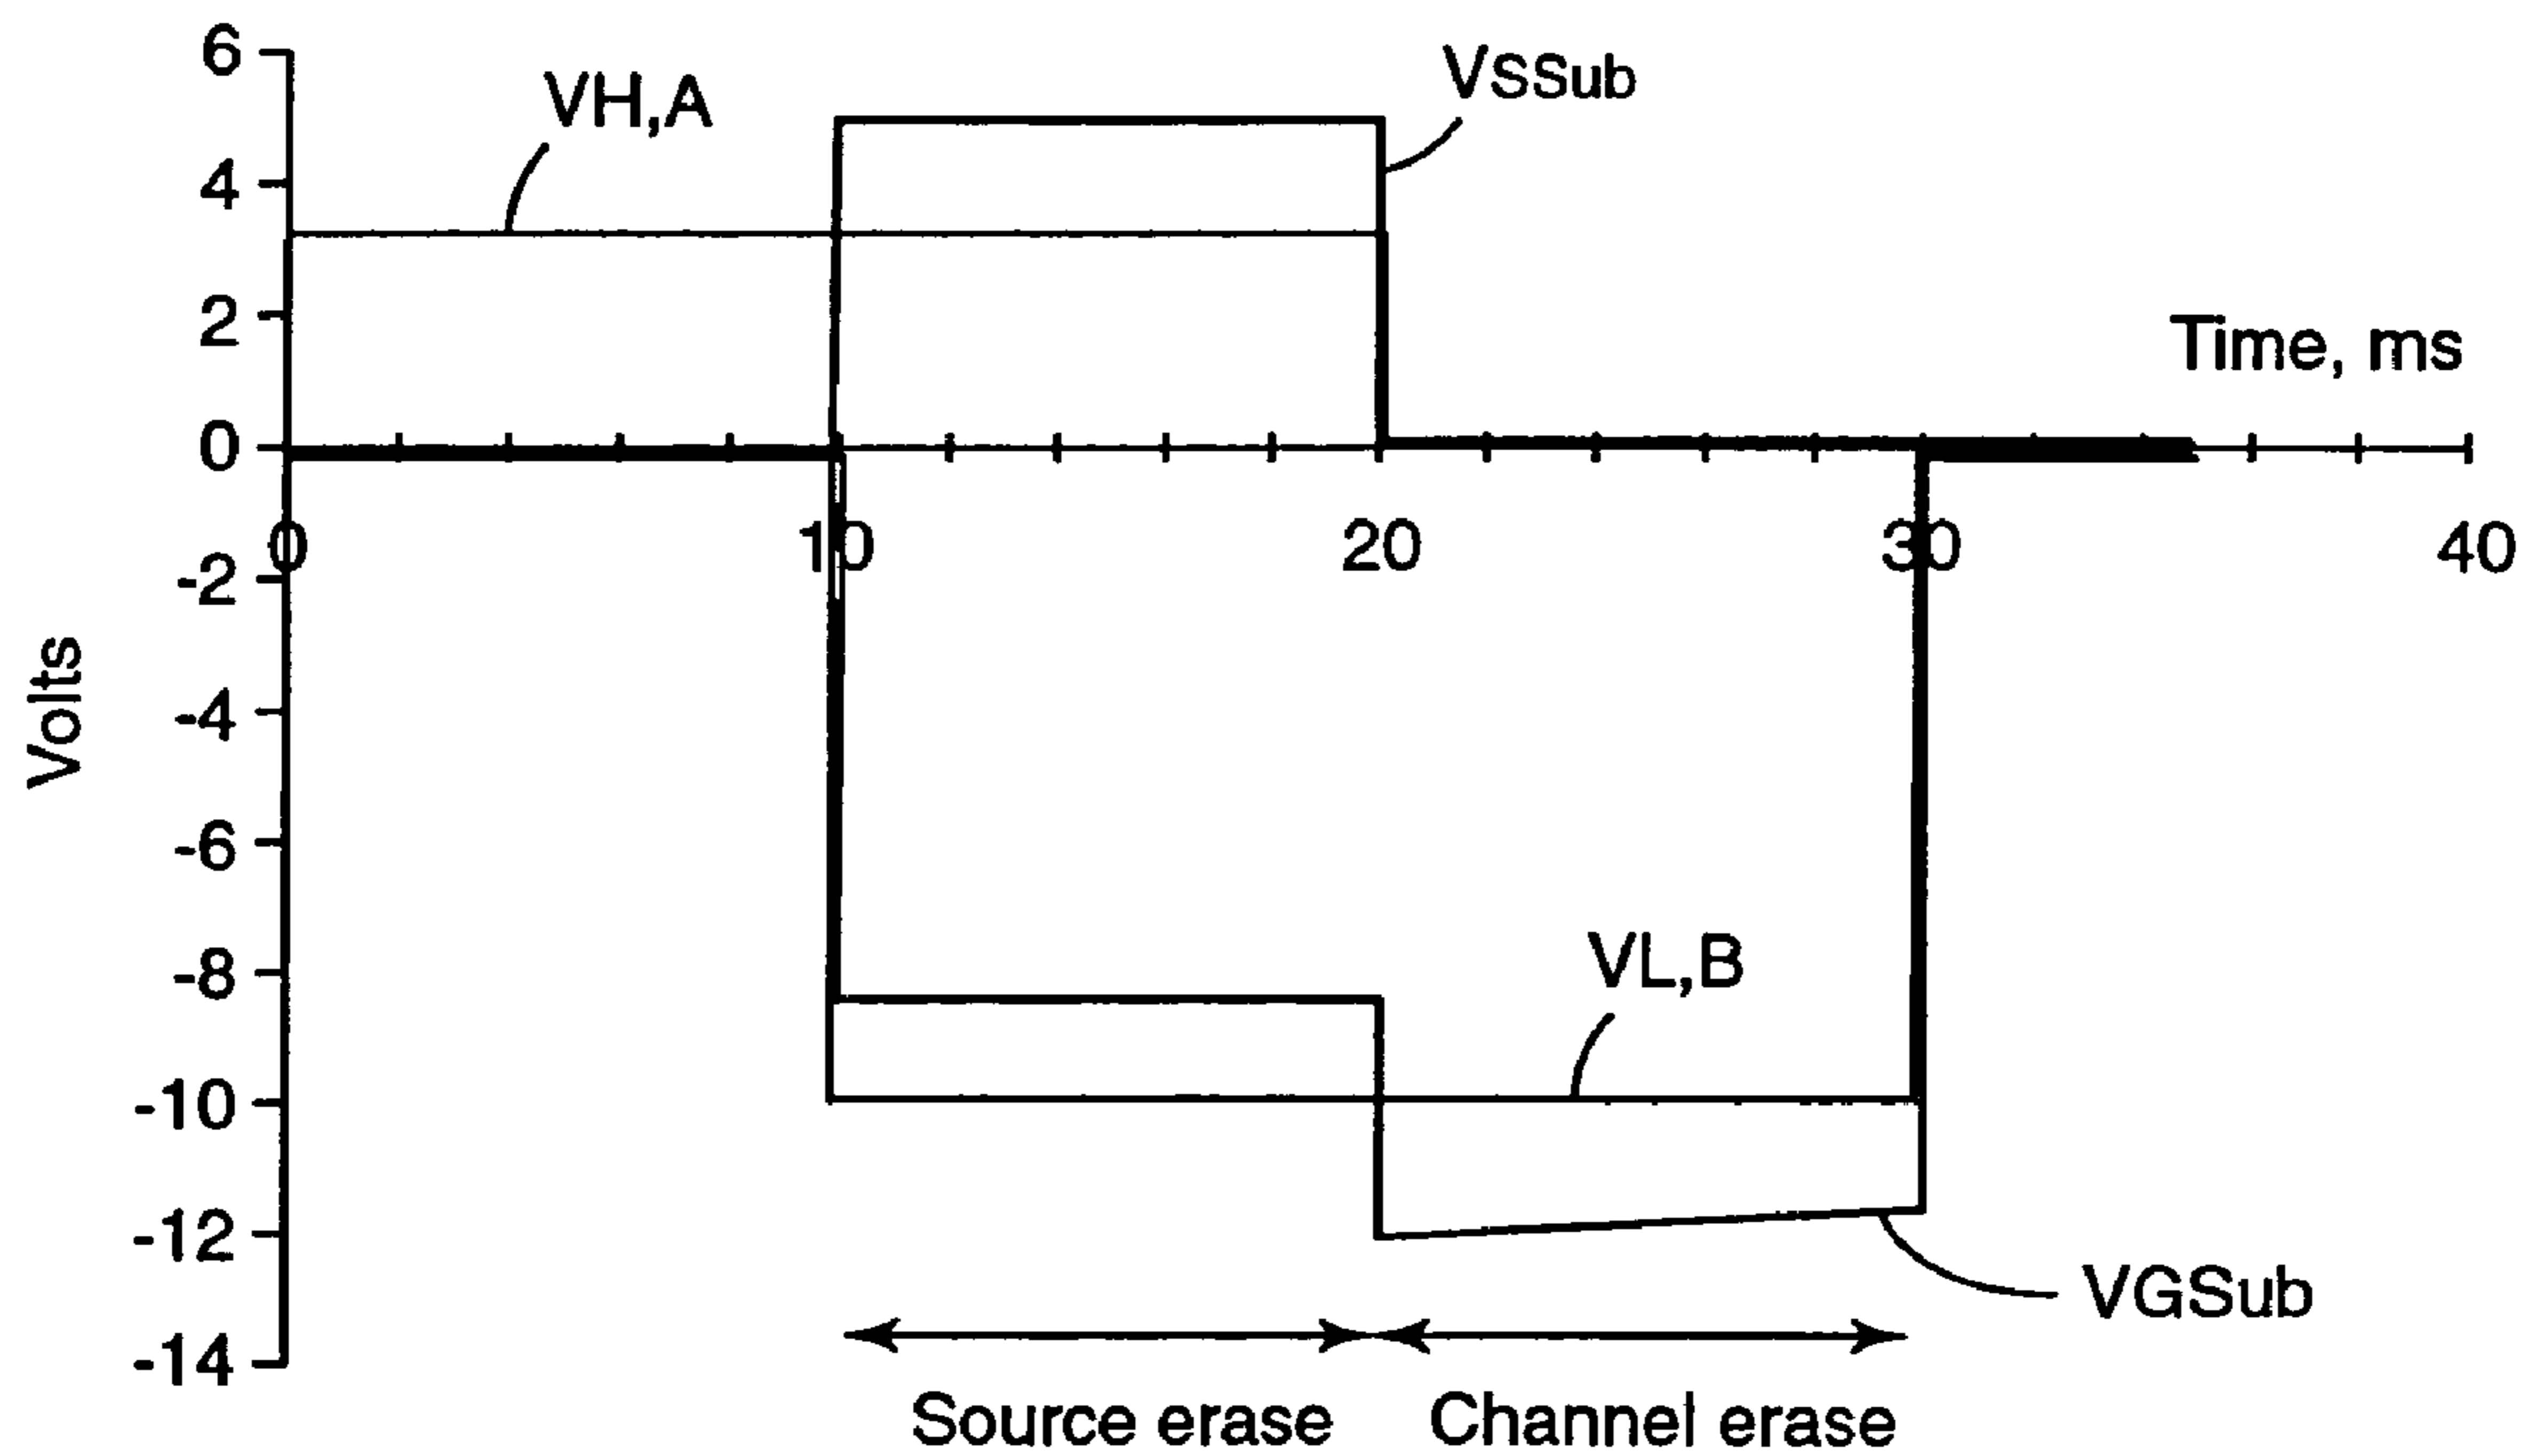 6
VH,A
VSSub
4
2
Time, ms
0
0
10
20
30
40
-2
Volts
-4
-6
-8
VL,B
-10
-12
VGSub
-14
Source erase
Channel erase